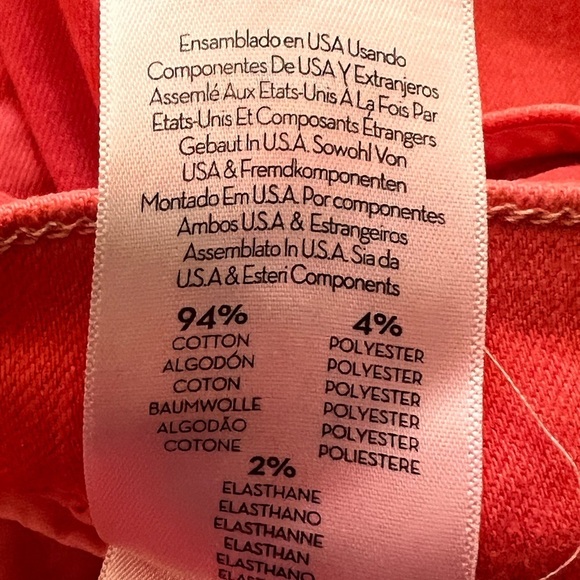 Ensamblado en USA Usando
Componentes De USA Y Extranjeros
Assemlé Aux Etats-Unis À La Fois Par
Etats-Unis Et Composants Étrangers
Gebaut In U.S.A. Sowohl Von
USA & Fremdkomponenten
Montado Em U.S.A. Por componentes
Ambos U.S.A & Estrangeiros
Assemblato In U.S.A. Sia da
U.S.A & Esteri Components
94%
COTTON
ALGODÓN
COTON
BAUMWOLLE
ALGODÃO
COTONE
4%
POLYESTER
POLYESTER
POLYESTER
POLYESTER
POLYESTER
POLIESTERE
2%
ELASTHANE
ELASTHANO
ELASTHANNE
ELASTHAN
ELASTHANO